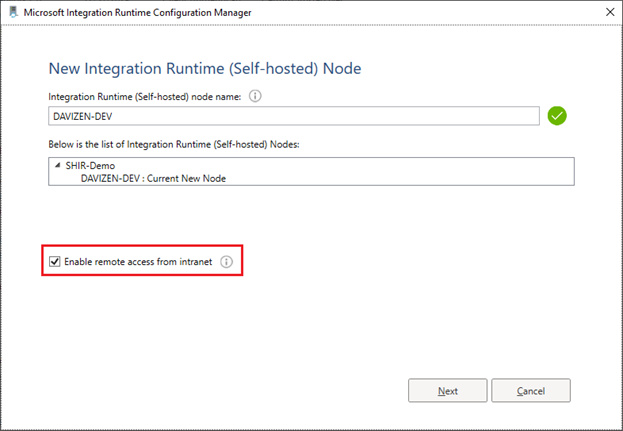 Microsoft Integration Runtime Configuration Manager
New Integration Runtime (Self-hosted) Node
Integration Runtime (Self-hosted) node name:
DAVIZEN-DEV
Below is the list of Integration Runtime (Self-hosted) Nodes:
SHIR-Demo
DAVIZEN-DEV : Current New Node
Enable remote access from intranet
Next Cancel